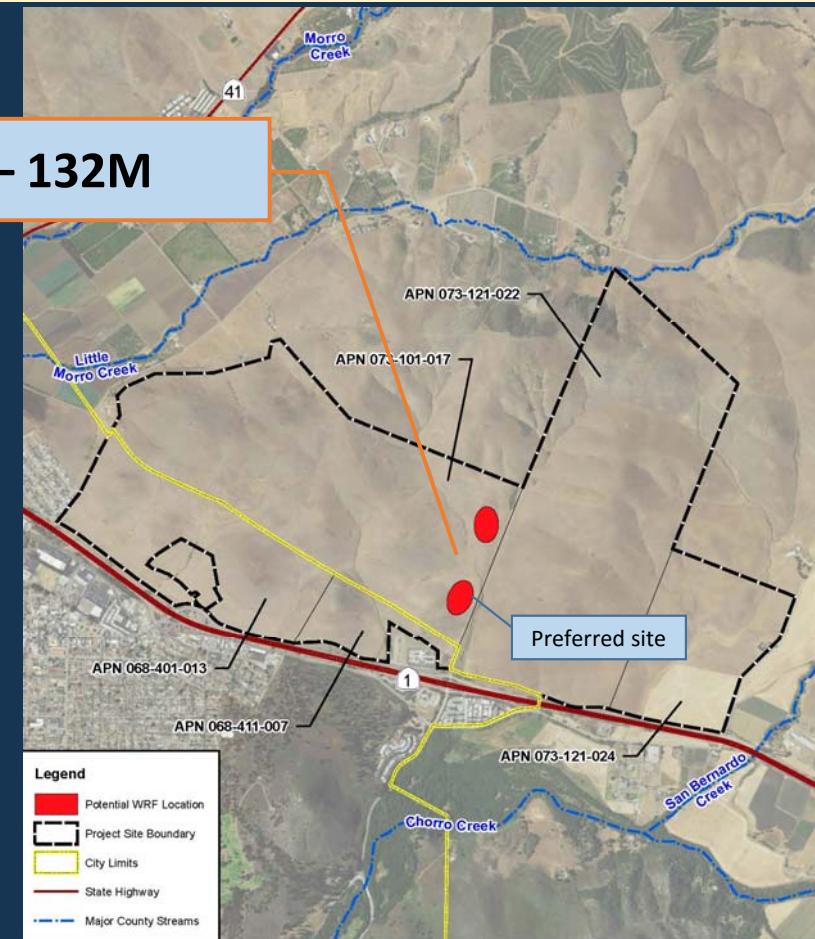 Morro
Creek
41
– 132M
APN 073-121-022
APN 073-101-017
Little
Morro Creek
Preferred site
APN 068-401-013
1
APN 068-411-007
APN 073-121-024
San Bernardo
Creek
Chorro Creek
Legend
Potential WRF Location
Project Site Boundary
City Limits
State Highway
Major County Streams